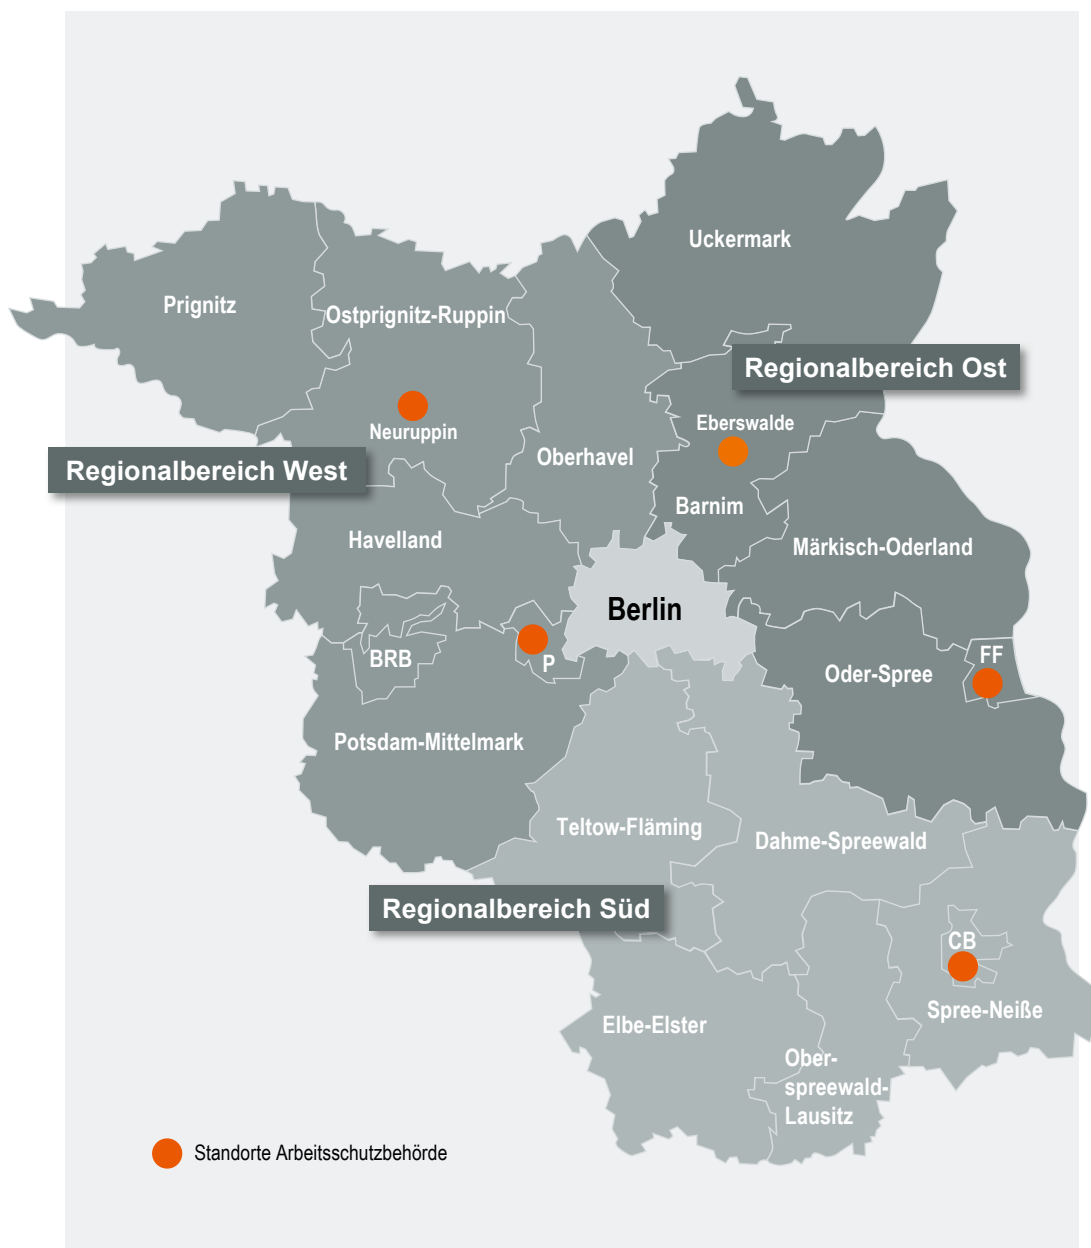 Uckermark
Prignitz
Ostprignitz-Ruppin
Regionalbereich Ost
Eberswalde
Neuruppin
Oberhavel
Regionalbereich West
Barnim
Havelland
Märkisch-Oderland
Berlin
BRB
P
FF
Oder-Spree
Potsdam-Mittelmark
Teltow-Fläming
Dahme-Spreewald
Regionalbereich Süd
CB
Spree-Neiße
Elbe-Elster
Ober-
spreewald-
Lausitz
Standorte Arbeitsschutzbehörde